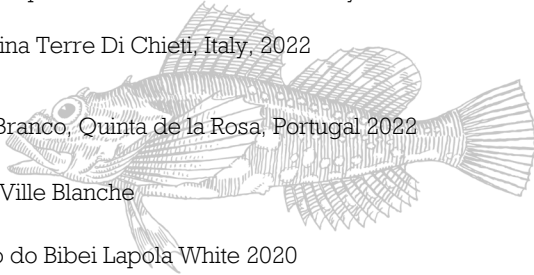 ina Terre Di Chieti, Italy, 2022
Branco, Quinta de la Rosa, Portugal 2022
Ville Blanche
do Bibei Lapola White 2020